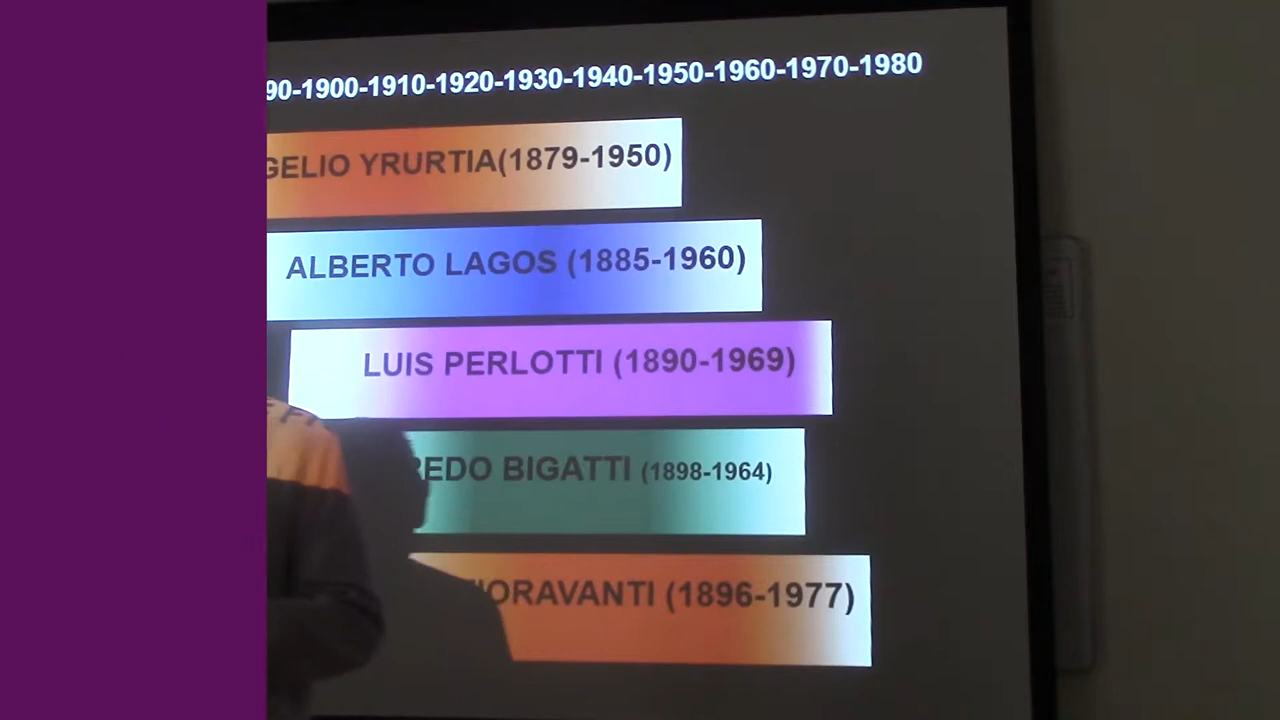 90-1900-1910-1920-1930-1940-1950-1960-1970-1980
GELIO YRURTIA(1879-1950)
ALBERTO LAGOS (1885-1960)
LUIS PERLOTTI (1890-1969)
REDO BIGATTI (1898-1964)
IORAVANTI (1896-1977)